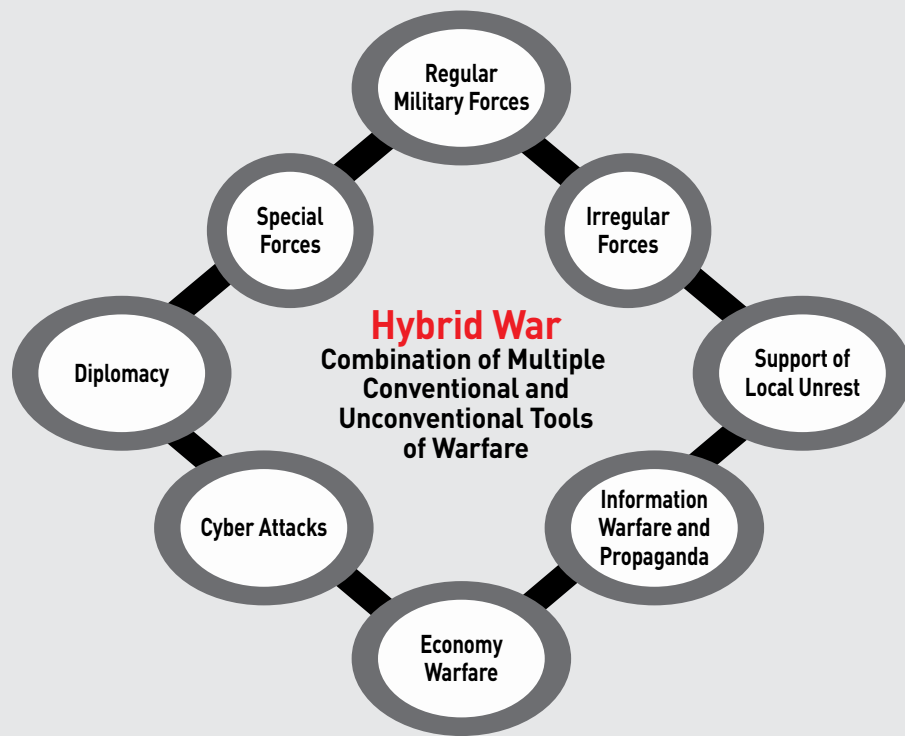 Regular
Military Forces
Special
Forces
Irregular
Forces
Hybrid War
Combination of Multiple
Conventional and
Unconventional Tools
of Warfare
Diplomacy
Support of
Local Unrest
Cyber Attacks
Information
Warfare and
Propaganda
Economy
Warfare